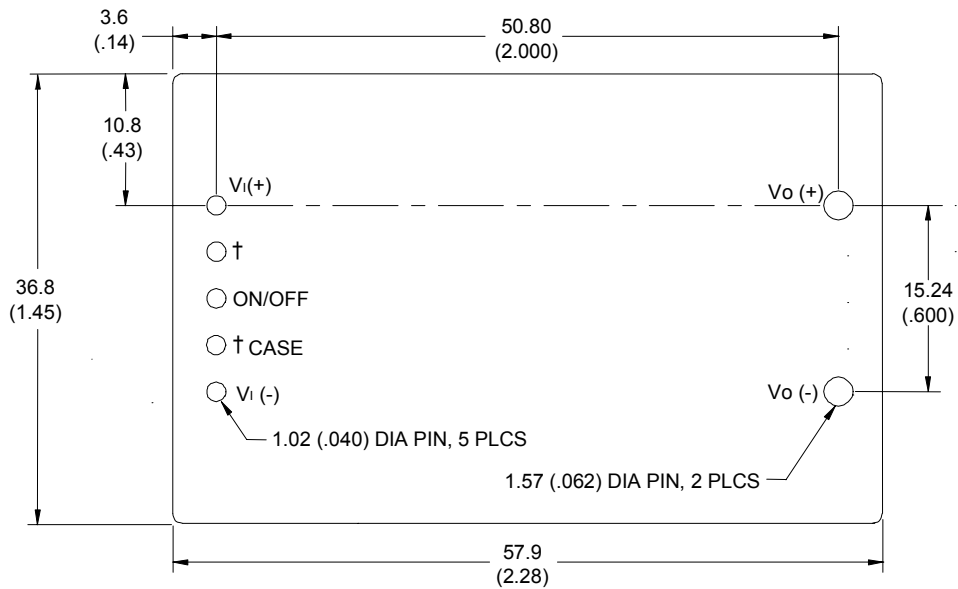 3.6
(.14)
50.80
(2.000)
10.8
(.43)
VI(+)
Vo (+)
†
36.8
(1.45)
ON/OFF
15.24
(.600)
† CASE
VI (-)
Vo (-)
1.02 (.040) DIA PIN, 5 PLCS
1.57 (.062) DIA PIN, 2 PLCS
57.9
(2.28)